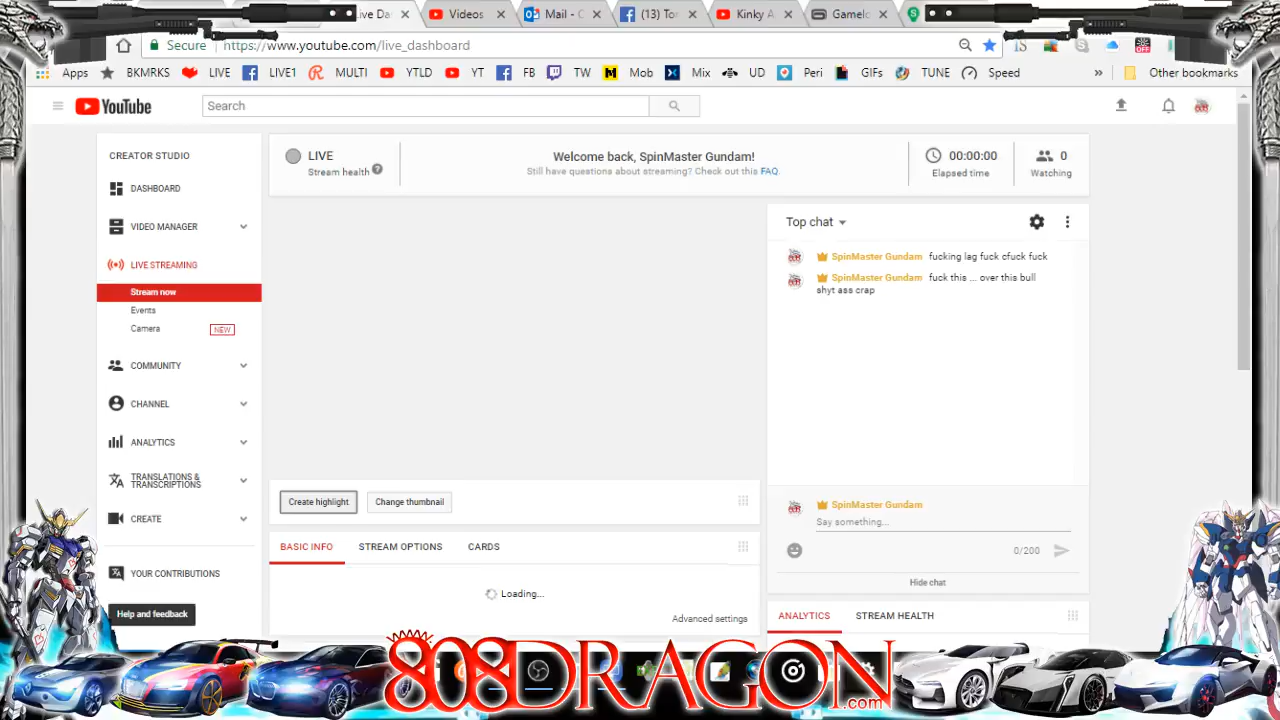 Live Da
Videos
Mail -
(13) To
Kinky A
Gamelo
Secure
https://www.youtube.com/live_dashboard
OFF
Apps
BKMRKS
LIVE
LIVE1
MULTI
YTLD
YT
FB
TW
Mob
Mix
UD
Peri
GIFs
TUNE
Speed
»
Other bookmarks
YouTube
Search
CREATOR STUDIO
DASHBOARD
VIDEO MANAGER
LIVE STREAMING
Stream now
Events
Camera NEW
COMMUNITY
CHANNEL
ANALYTICS
TRANSLATIONS &
TRANSCRIPTIONS
CREATE
YOUR CONTRIBUTIONS
Help and feedback
LIVE
Stream health ?
Welcome back, SpinMaster Gundam!
Still have questions about streaming? Check out this FAQ.
00:00:00
Elapsed time
0
Watching
Top chat
SpinMaster Gundam fucking lag fuck cfuck fuck
SpinMaster Gundam fuck this ... over this bull
shyt ass crap
SpinMaster Gundam
Say something...
0/200
Hide chat
Create highlight
Change thumbnail
BASIC INFO
STREAM OPTIONS
CARDS
Loading...
Advanced settings
ANALYTICS
STREAM HEALTH
808DRAGON
.com